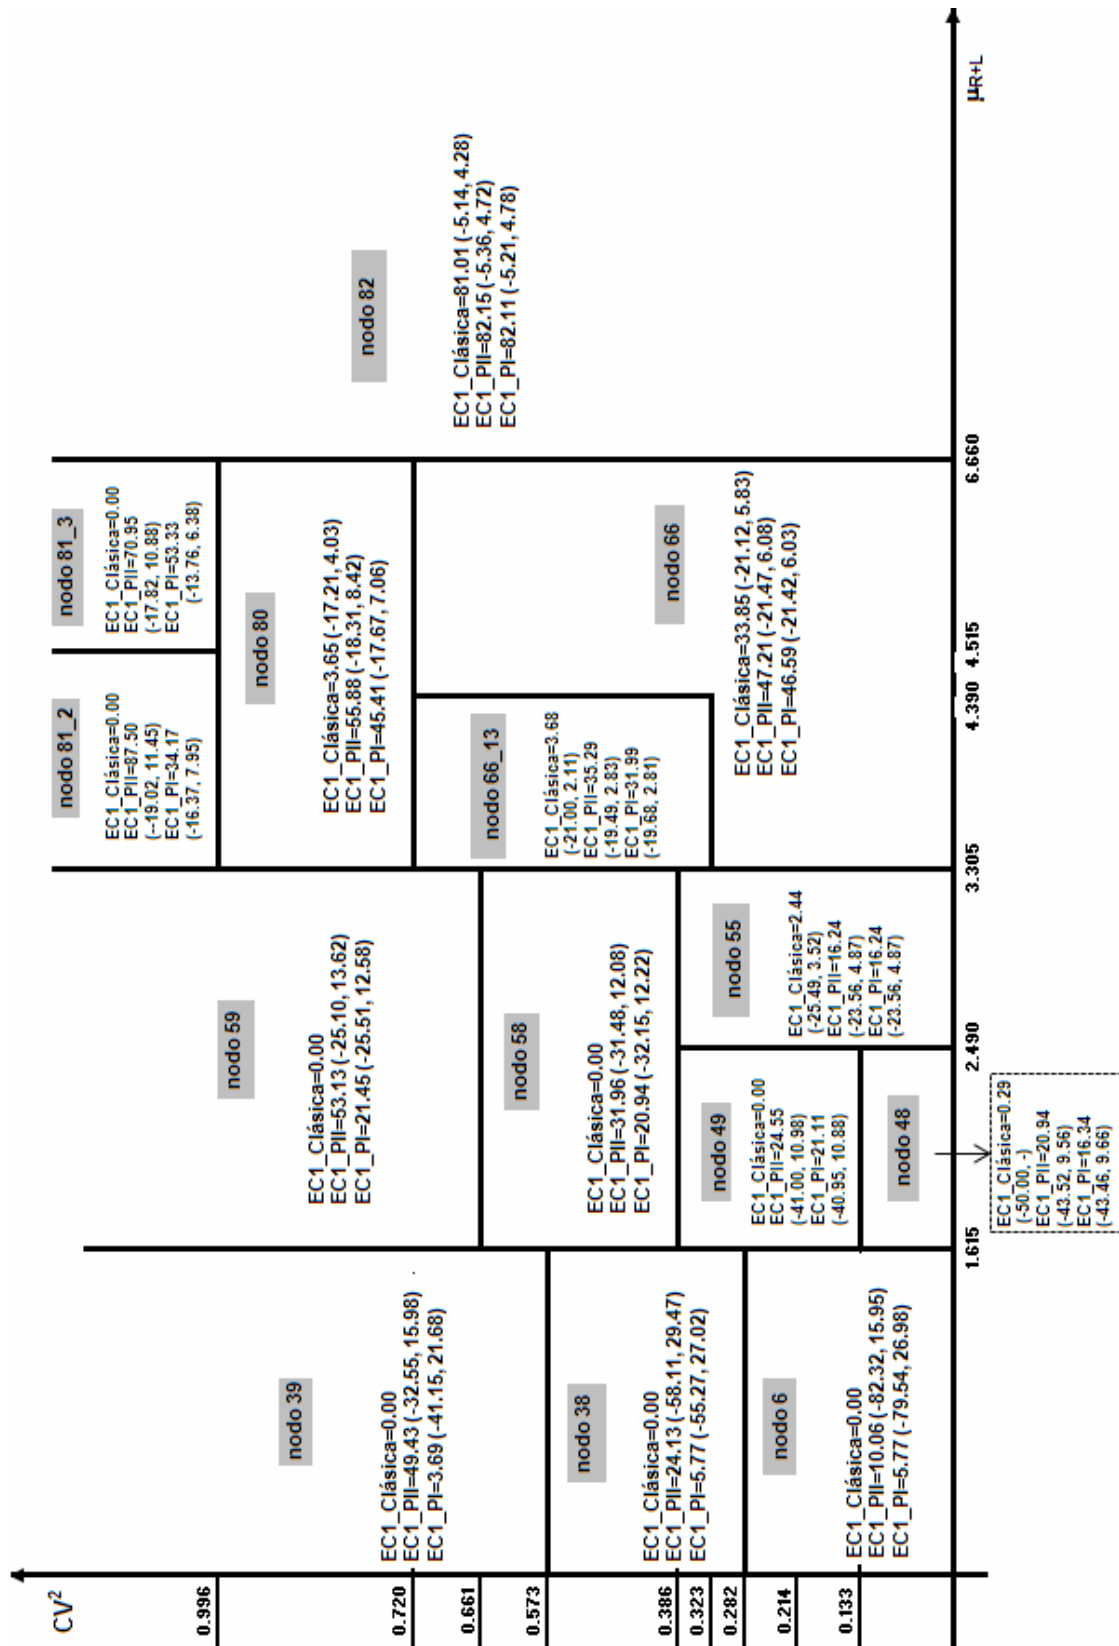 CV²
0.996
0.720
0.661
0.573
0.386
0.323
0.282
0.214
0.133
nodo 39
EC1_Clásica=0.00
EC1_PII=49.43 (-32.55, 15.98)
EC1_PI=3.69 (-41.15, 21.68)
nodo 38
EC1_Clásica=0.00
EC1_PII=24.13 (-58.11, 29.47)
EC1_PI=5.77 (-55.27, 27.02)
nodo 6
EC1_Clásica=0.00
EC1_PII=10.06 (-82.32, 15.95)
EC1_PI=5.77 (-79.54, 26.98)
nodo 59
EC1_Clásica=0.00
EC1_PII=53.13 (-25.10, 13.62)
EC1_PI=21.45 (-25.51, 12.58)
nodo 58
EC1_Clásica=0.00
EC1_PII=31.96 (-31.48, 12.08)
EC1_PI=20.94 (-32.15, 12.22)
nodo 49
EC1_Clásica=0.00
EC1_PII=24.55
(-41.00, 10.98)
EC1_PI=21.11
(-40.95, 10.88)
nodo 48
EC1_Clásica=0.29
(-50.00, -)
EC1_PII=20.94
(-43.52, 9.56)
EC1_PI=16.34
(-43.46, 9.66)
nodo 55
EC1_Clásica=2.44
(-25.49, 3.52)
EC1_PII=16.24
(-23.56, 4.87)
EC1_PI=16.24
(-23.56, 4.87)
nodo 81_2
EC1_Clásica=0.00
EC1_PII=87.50
(--19.02, 11.45)
EC1_PI=34.17
(-16.37, 7.95)
nodo 81_3
EC1_Clásica=0.00
EC1_PII=70.95
(-17.82, 10.88)
EC1_PI=53.33
(-13.76, 6.38)
nodo 80
EC1_Clásica=3.65 (-17.21, 4.03)
EC1_PII=55.88 (-18.31, 8.42)
EC1_PI=45.41 (-17.67, 7.06)
nodo 66_13
EC1_Clásica=3.68
(-21.00, 2.11)
EC1_PII=35.29
(-19.49, 2.83)
EC1_PI=31.99
(-19.68, 2.81)
nodo 66
EC1_Clásica=33.85 (-21.12, 5.83)
EC1_PII=47.21 (-21.47, 6.08)
EC1_PI=46.59 (-21.42, 6.03)
nodo 82
EC1_Clásica=81.01 (-5.14, 4.28)
EC1_PII=82.15 (-5.36, 4.72)
EC1_PI=82.11 (-5.21, 4.78)
1.615
2.490
3.305
4.390
4.515
6.660
μR+L